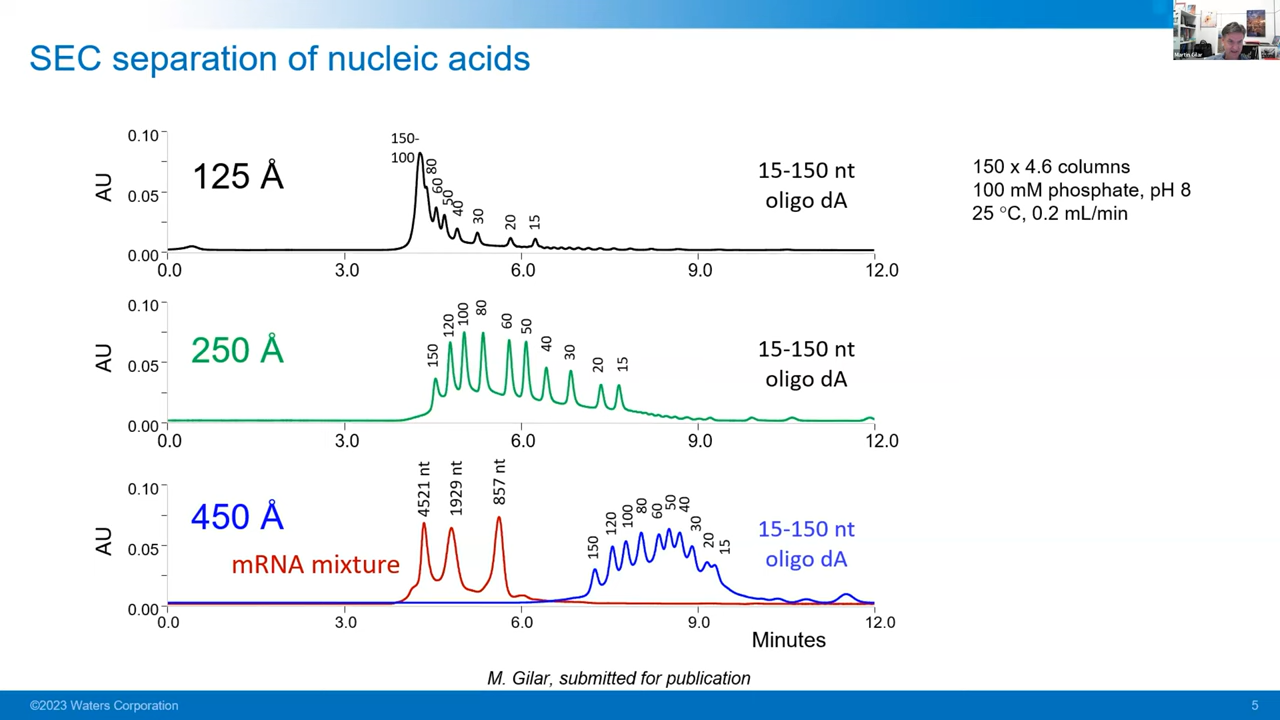 SEC separation of nucleic acids
Martin Gilar
0.10
0.05
0.00
AU
125 Å
150-
100
80
60
50
40
30
20
15
15-150 nt
oligo dA
0.0
3.0
6.0
9.0
12.0
150 x 4.6 columns
100 mM phosphate, pH 8
25 °C, 0.2 mL/min
0.10
0.05
0.00
AU
250 Å
150
120
100
80
60
50
40
30
20
15
15-150 nt
oligo dA
0.0
3.0
6.0
9.0
12.0
0.10
0.05
0.00
AU
450 Å
mRNA mixture
4521 nt
1929 nt
857 nt
150
120
100
80
60
50
40
30
20
15
15-150 nt
oligo dA
0.0
3.0
6.0
9.0
12.0
Minutes
M. Gilar, submitted for publication
©2023 Waters Corporation
5